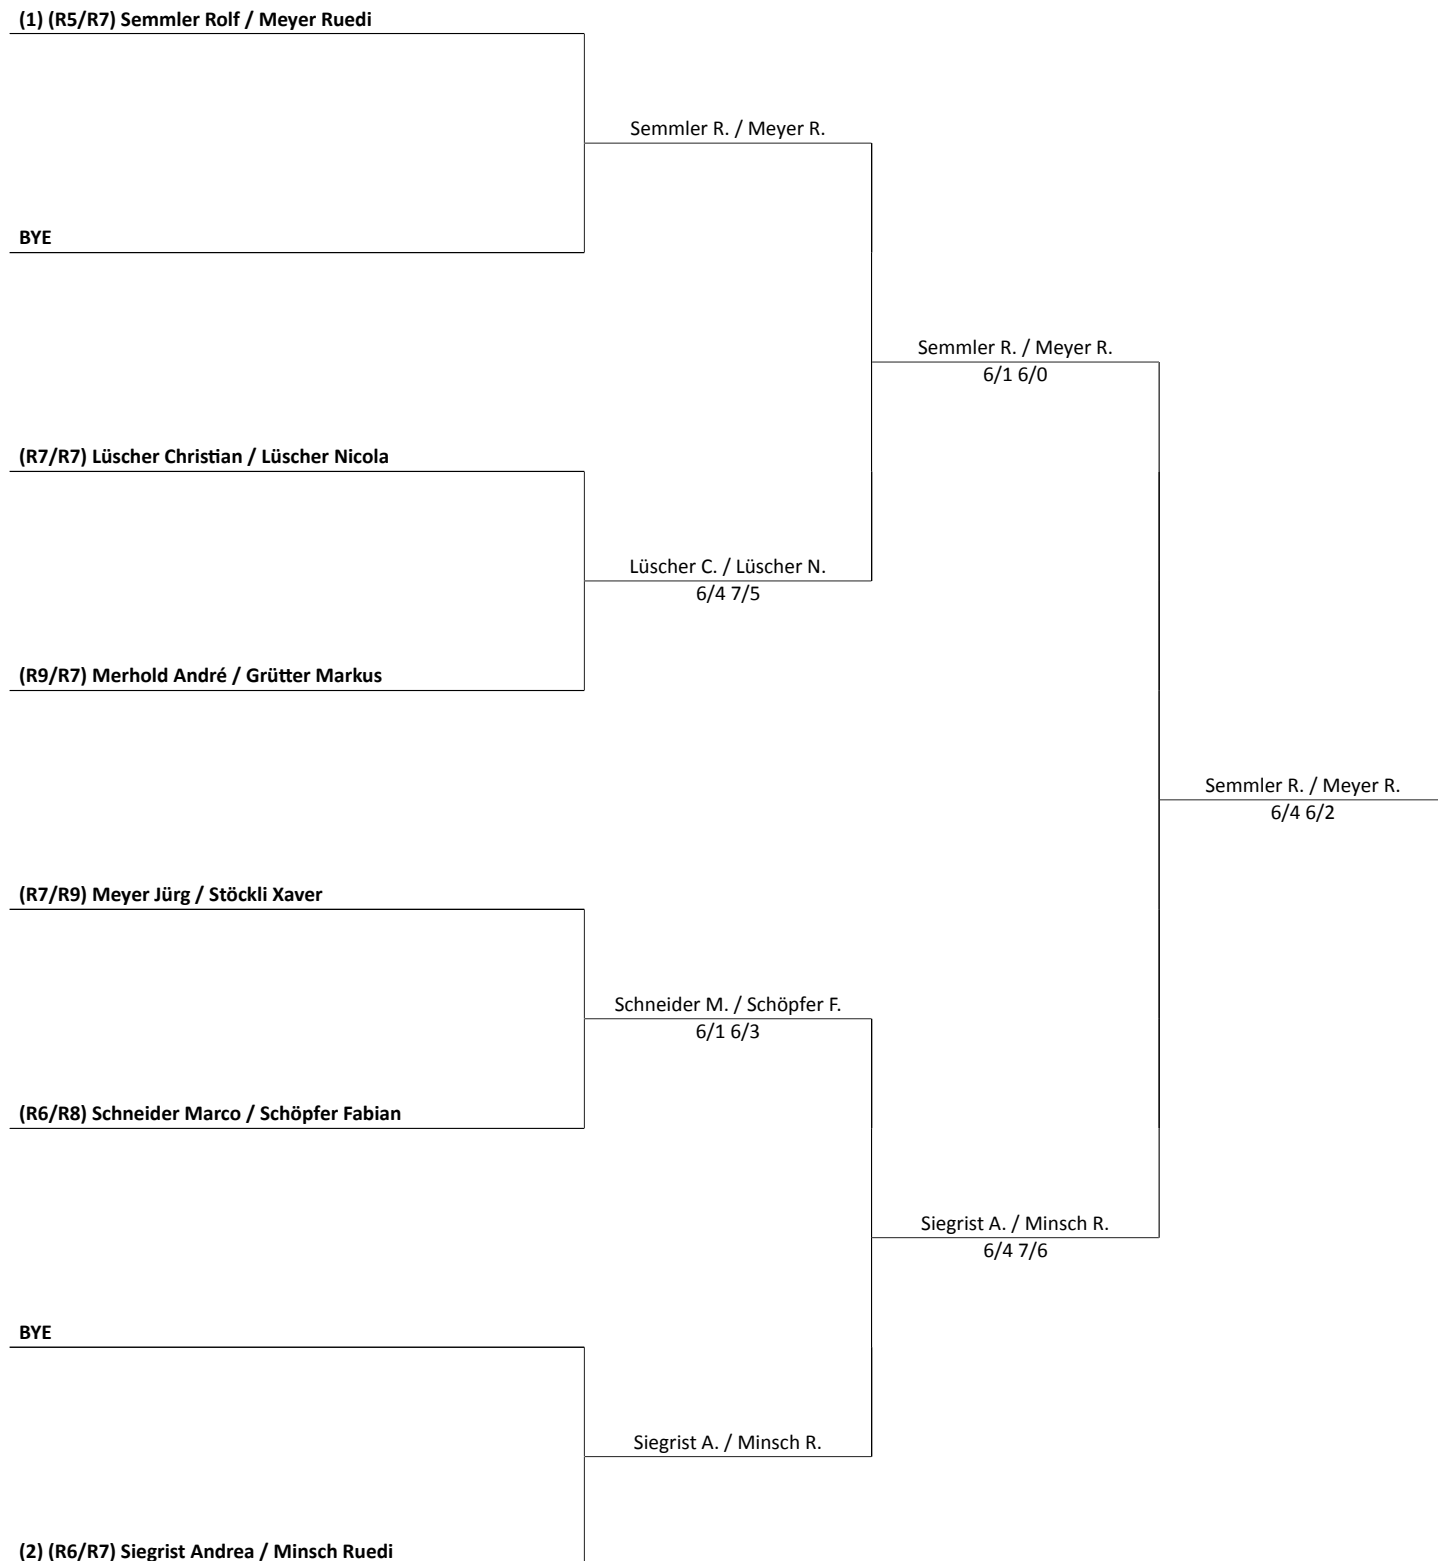 (1) (R5/R7) Semmler Rolf / Meyer Ruedi
Semmler R. / Meyer R.
BYE
Semmler R. / Meyer R.
6/1 6/0
(R7/R7) Lüscher Christian / Lüscher Nicola
Lüscher C. / Lüscher N.
6/4 7/5
(R9/R7) Merhold André / Grütter Markus
Semmler R. / Meyer R.
6/4 6/2
(R7/R9) Meyer Jürg / Stöckli Xaver
Schneider M. / Schöpfer F.
6/1 6/3
(R6/R8) Schneider Marco / Schöpfer Fabian
Siegrist A. / Minsch R.
6/4 7/6
BYE
Siegrist A. / Minsch R.
(2) (R6/R7) Siegrist Andrea / Minsch Ruedi